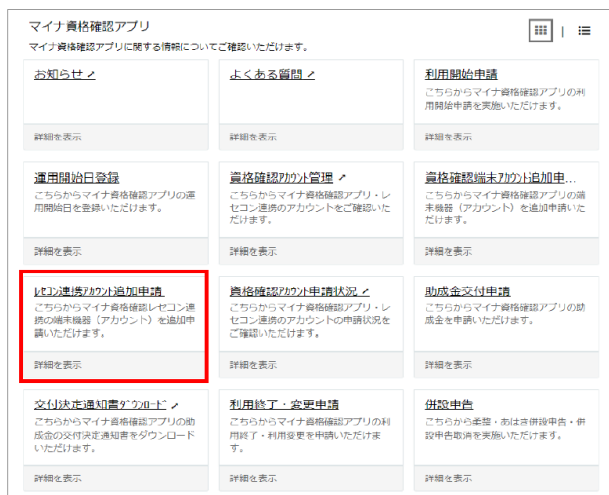 マイナ資格確認アプリ
マイナ資格確認アプリに関する情報についてご確認いただけます。
お知らせ
よくある質問
利用開始申請
こちらからマイナ資格確認アプリの利
用開始申請を実施いただけます。
詳細を表示
詳細を表示
詳細を表示
運用開始日登録
こちらからマイナ資格確認アプリの運
用開始日を登録いただけます。
資格確認ｱｶｳﾝﾄ管理
こちらからマイナ資格確認アプリ・レ
セコン連携のアカウントをご確認いた
だけます。
資格確認端末ｱｶｳﾝﾄ追加申...
こちらからマイナ資格確認アプリの端
末機器（アカウント）を追加申請いた
だけます。
詳細を表示
詳細を表示
詳細を表示
ﾚｾｺﾝ連携ｱｶｳﾝﾄ追加申請
こちらからマイナ資格確認レセコン連
携の端末機器（アカウント）を追加申
請いただけます。
資格確認ｱｶｳﾝﾄ申請状況
こちらからマイナ資格確認アプリ・レ
セコン連携のアカウントの申請状況を
ご確認いただけます。
助成金交付申請
こちらからマイナ資格確認アプリの助
成金を申請いただけます。
詳細を表示
詳細を表示
詳細を表示
交付決定通知書ﾀﾞｳﾝﾛｰﾄﾞ
こちらからマイナ資格確認アプリの助
成金の交付決定通知書をダウンロード
いただけます。
利用終了・変更申請
こちらからマイナ資格確認アプリの利
用終了・利用変更を申請いただけま
す。
併設申告
こちらから柔整・あはき併設申告・併
設申告取消を実施いただけます。
詳細を表示
詳細を表示
詳細を表示